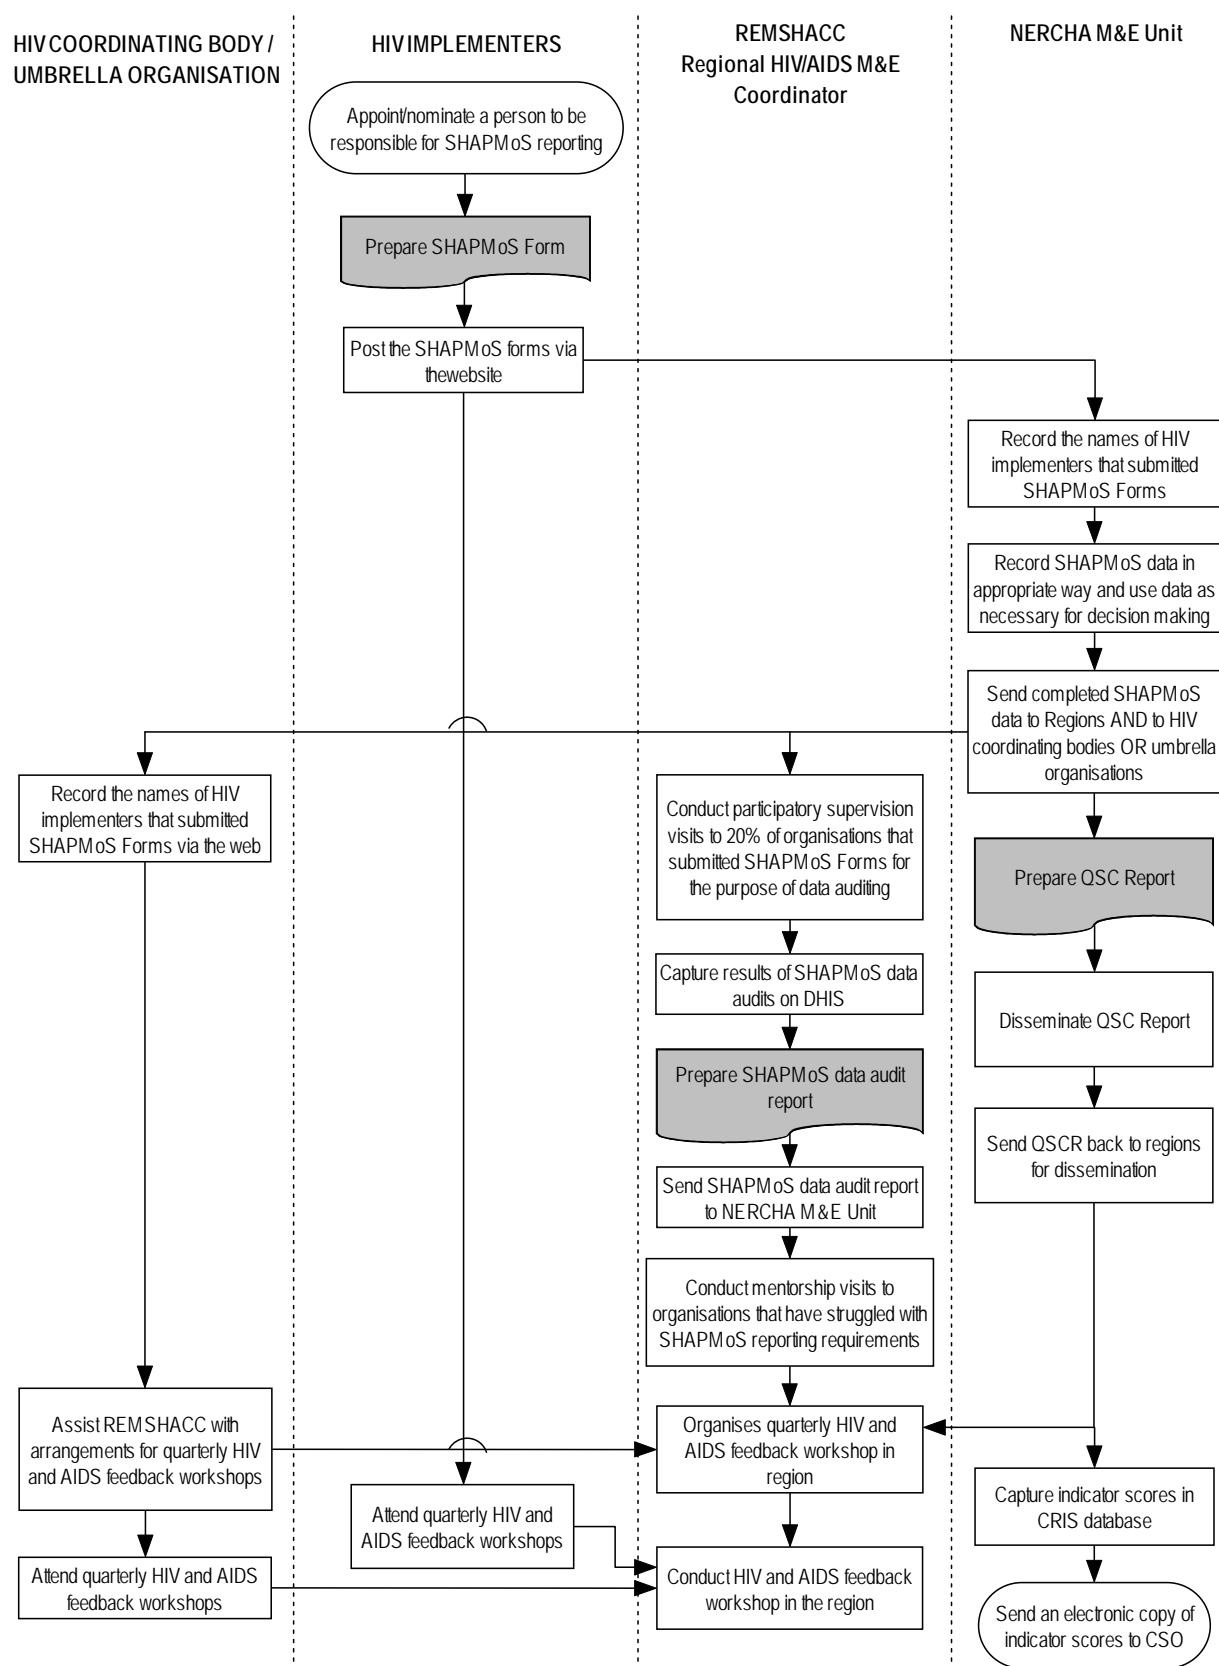 HIV COORDINATING BODY /
UMBRELLA ORGANISATION
HIV IMPLEMENTERS
REMSHACC
Regional HIV/AIDS M&E
Coordinator
NERCHA M&E Unit
Appoint/nominate a person to be
responsible for SHAPMoS reporting
Prepare SHAPMoS Form
Post the SHAPMoS forms via
thewebsite
Record the names of HIV
implementers that submitted
SHAPMoS Forms
Record SHAPMoS data in
appropriate way and use data as
necessary for decision making
Send completed SHAPMoS
data to Regions AND to HIV
coordinating bodies OR umbrella
organisations
Record the names of HIV
implementers that submitted
SHAPMoS Forms via the web
Conduct participatory supervision
visits to 20% of organisations that
submitted SHAPMoS Forms for
the purpose of data auditing
Prepare QSC Report
Capture results of SHAPMoS data
audits on DHIS
Disseminate QSC Report
Prepare SHAPMoS data audit
report
Send QSCR back to regions
for dissemination
Send SHAPMoS data audit report
to NERCHA M&E Unit
Conduct mentorship visits to
organisations that have struggled with
SHAPMoS reporting requirements
Assist REMSHACC with
arrangements for quarterly HIV
and AIDS feedback workshops
Organises quarterly HIV and
AIDS feedback workshop in
region
Attend quarterly HIV and
AIDS feedback workshops
Capture indicator scores in
CRIS database
Attend quarterly HIV and AIDS
feedback workshops
Conduct HIV and AIDS feedback
workshop in the region
Send an electronic copy of
indicator scores to CSO